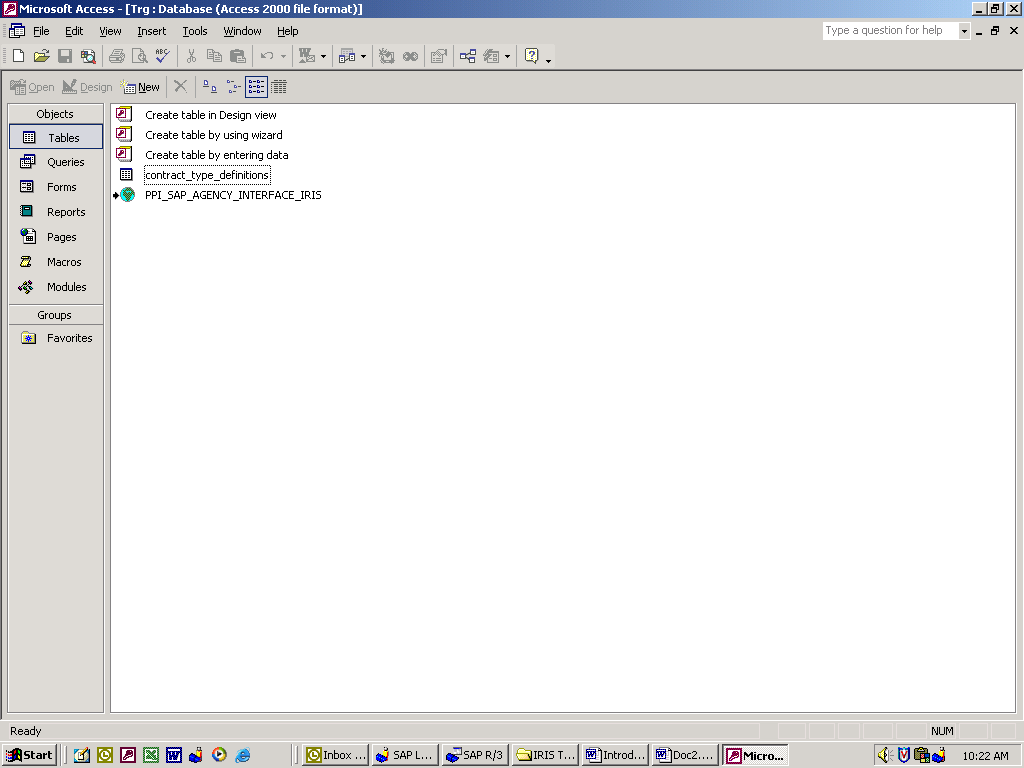 Microsoft Access - [Trg : Database (Access 2000 file format)]
File Edit View Insert Tools Window Help Type a question for help
Open Design New
Objects
Tables
Queries
Forms
Reports
Pages
Macros
Modules
Groups
Favorites
Create table in Design view
Create table by using wizard
Create table by entering data
contract_type_definitions
PPI_SAP_AGENCY_INTERFACE_IRIS
Ready NUM
Start Inbox ... SAP L... SAP R/3 IRIS T... Introd... Doc2.... Micro... 10:22 AM